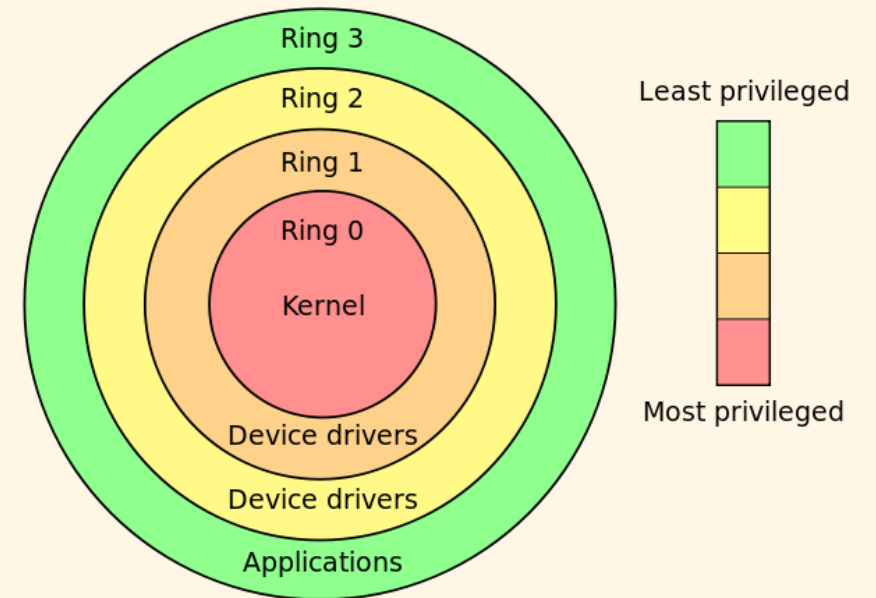 Ring 3
Ring 2
Ring 1
Ring 0
Kernel
Device drivers
Device drivers
Applications
Least privileged
Most privileged